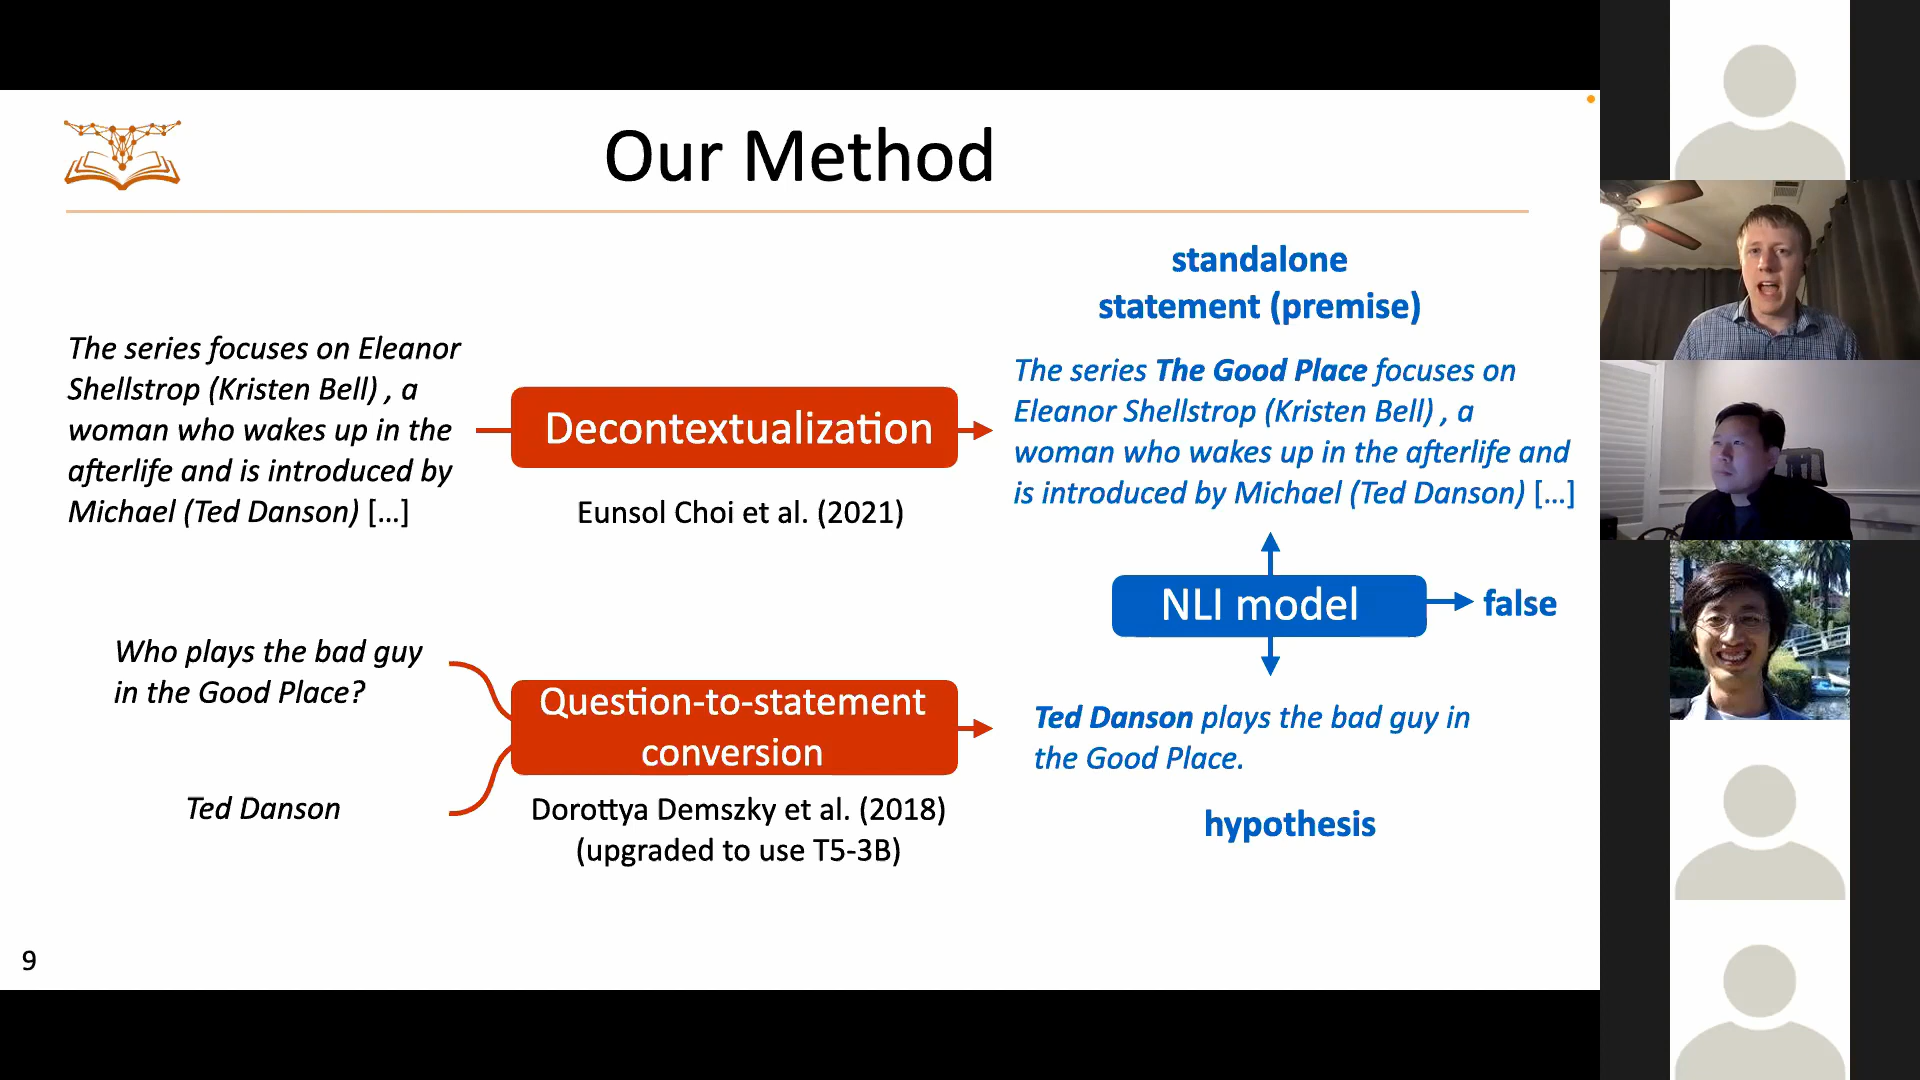 Our Method
The series focuses on Eleanor
Shellstrop (Kristen Bell) , a
woman who wakes up in the
afterlife and is introduced by
Michael (Ted Danson) […]
Decontextualization
Eunsol Choi et al. (2021)
standalone
statement (premise)
The series The Good Place focuses on
Eleanor Shellstrop (Kristen Bell) , a
woman who wakes up in the afterlife and
is introduced by Michael (Ted Danson) […]
NLI model
false
Who plays the bad guy
in the Good Place?
Ted Danson
Question-to-statement
conversion
Dorottya Demszky et al. (2018)
(upgraded to use T5-3B)
Ted Danson plays the bad guy in
the Good Place.
hypothesis
9